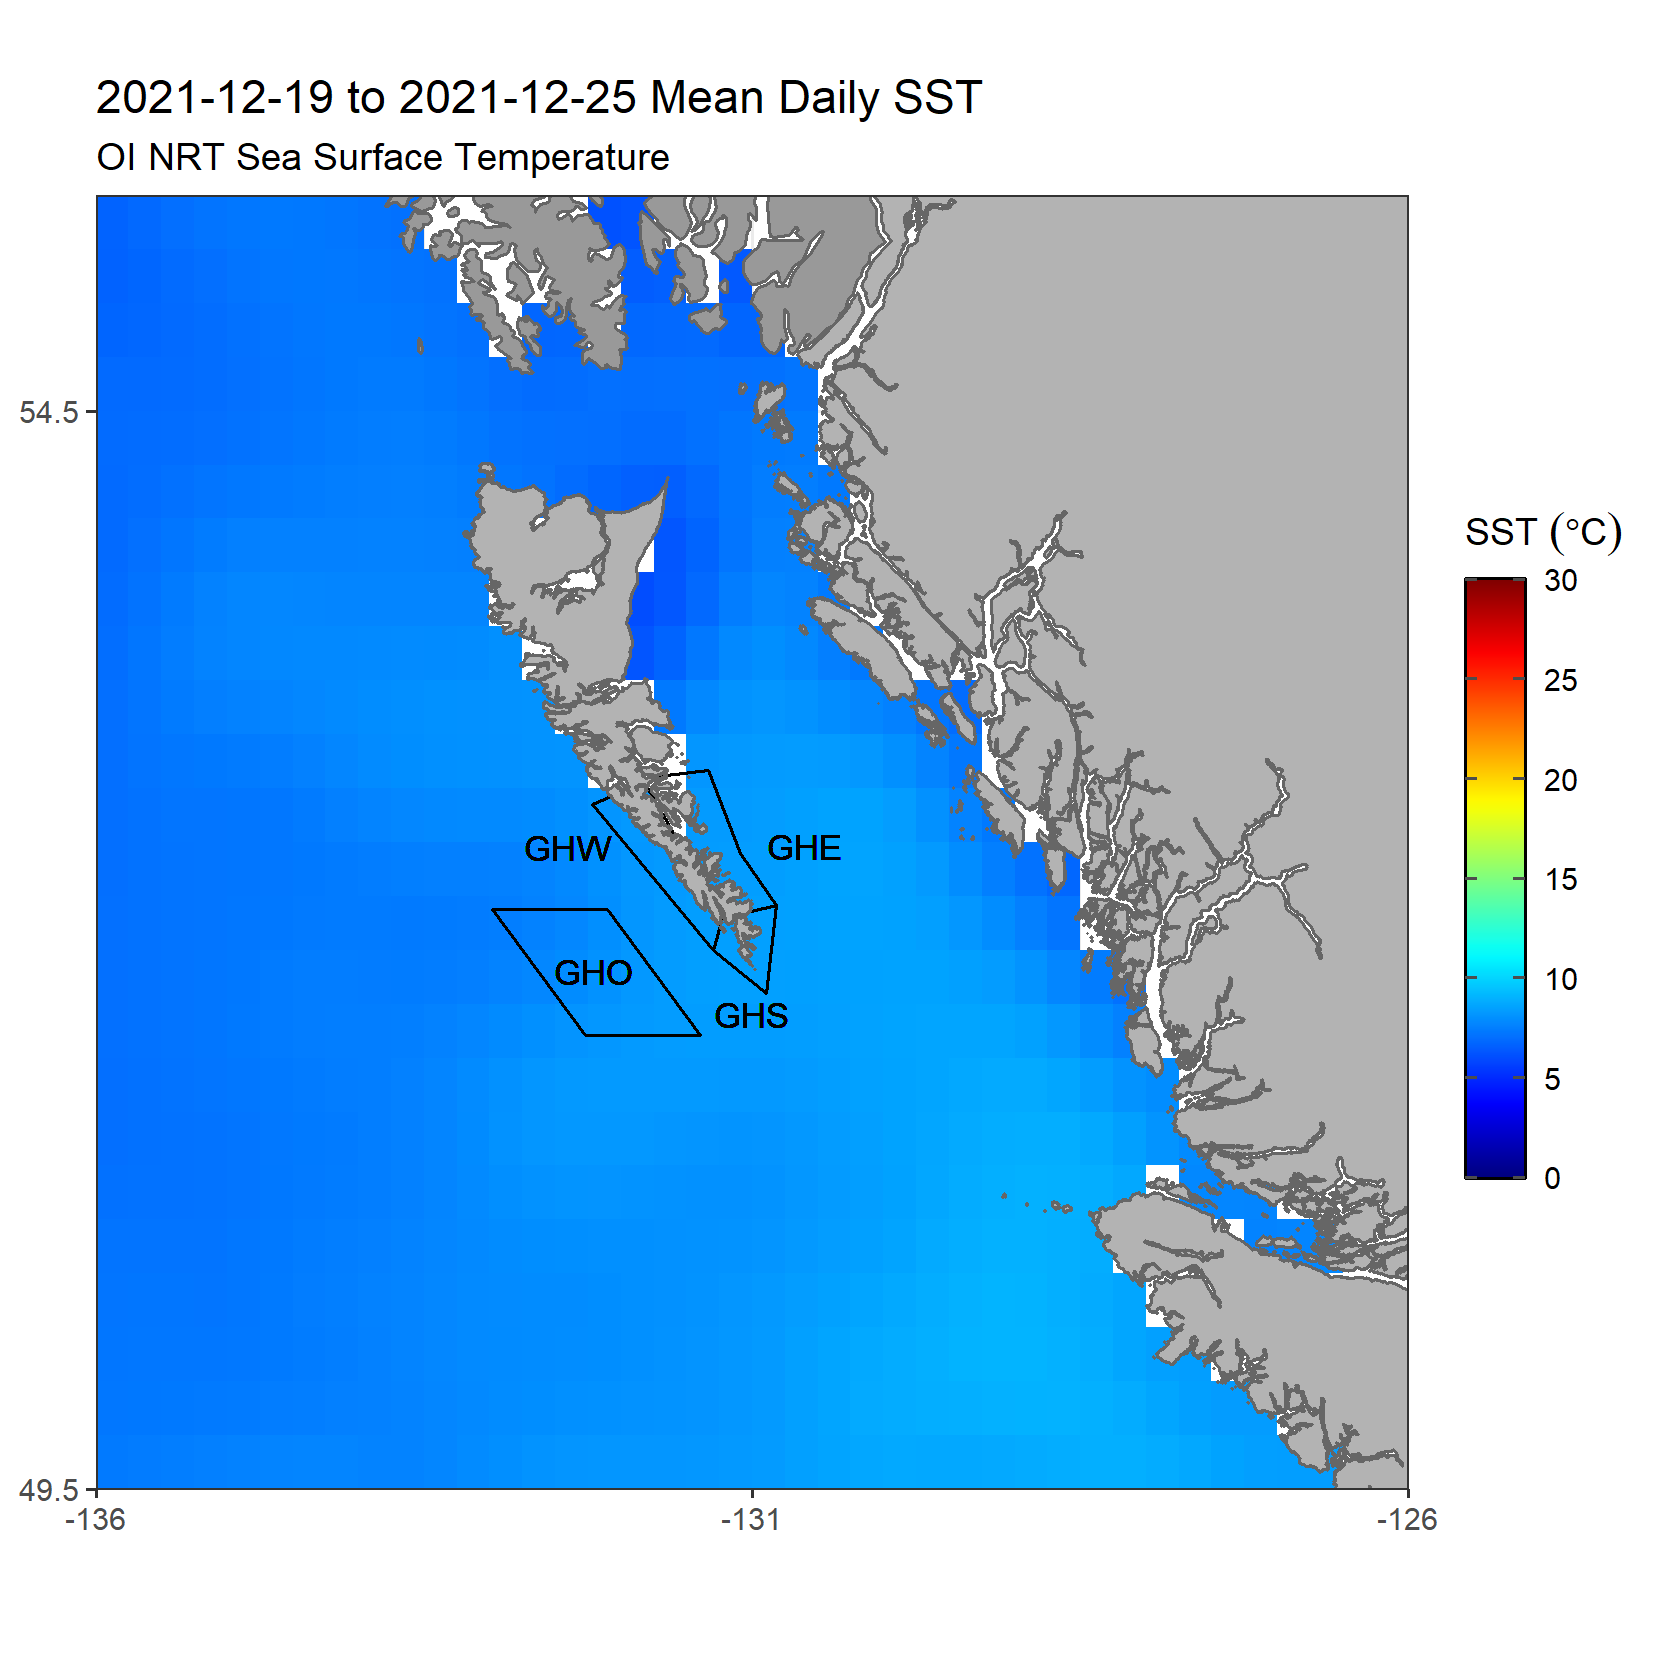 2021-12-19 to 2021-12-25 Mean Daily SST
OI NRT Sea Surface Temperature
54.5
49.5
-136
-131
-126
GHW
GHE
GHO
GHS
SST (°C)
30
25
20
15
10
5
0